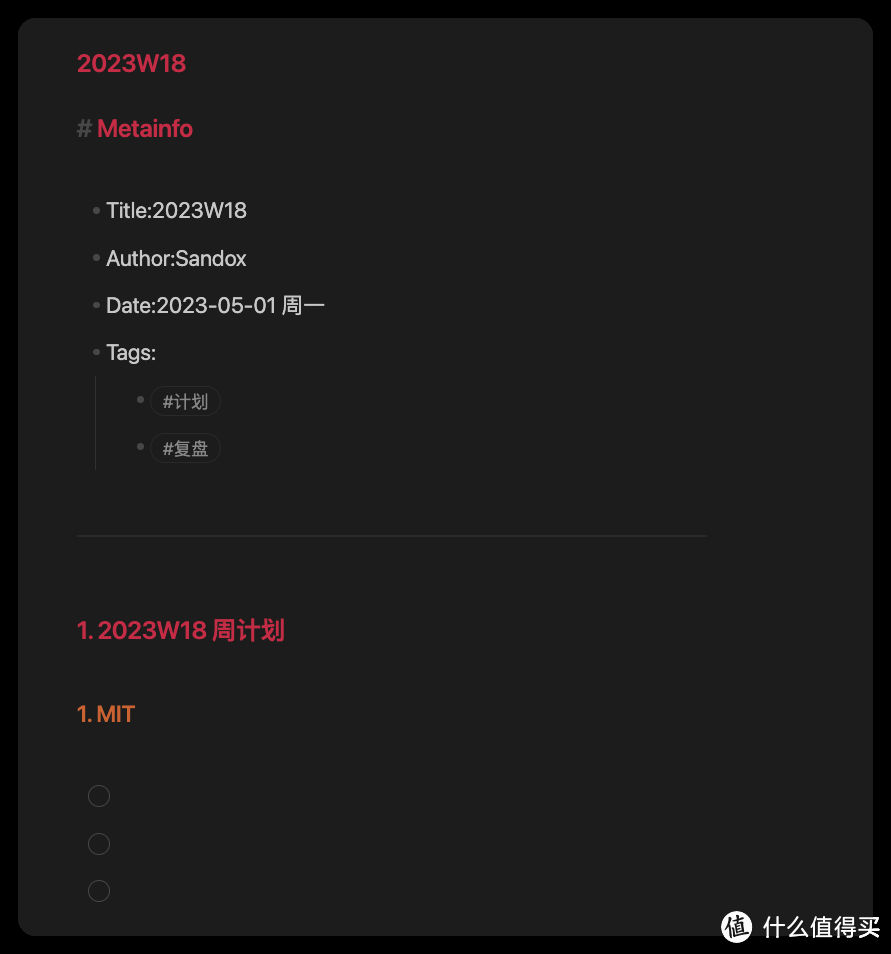 2023W18
# Metainfo
Title:2023W18
Author:Sandox
Date:2023-05-01 周一
Tags:
#计划
#复盘
1. 2023W18 周计划
1. MIT
值 什么值得买